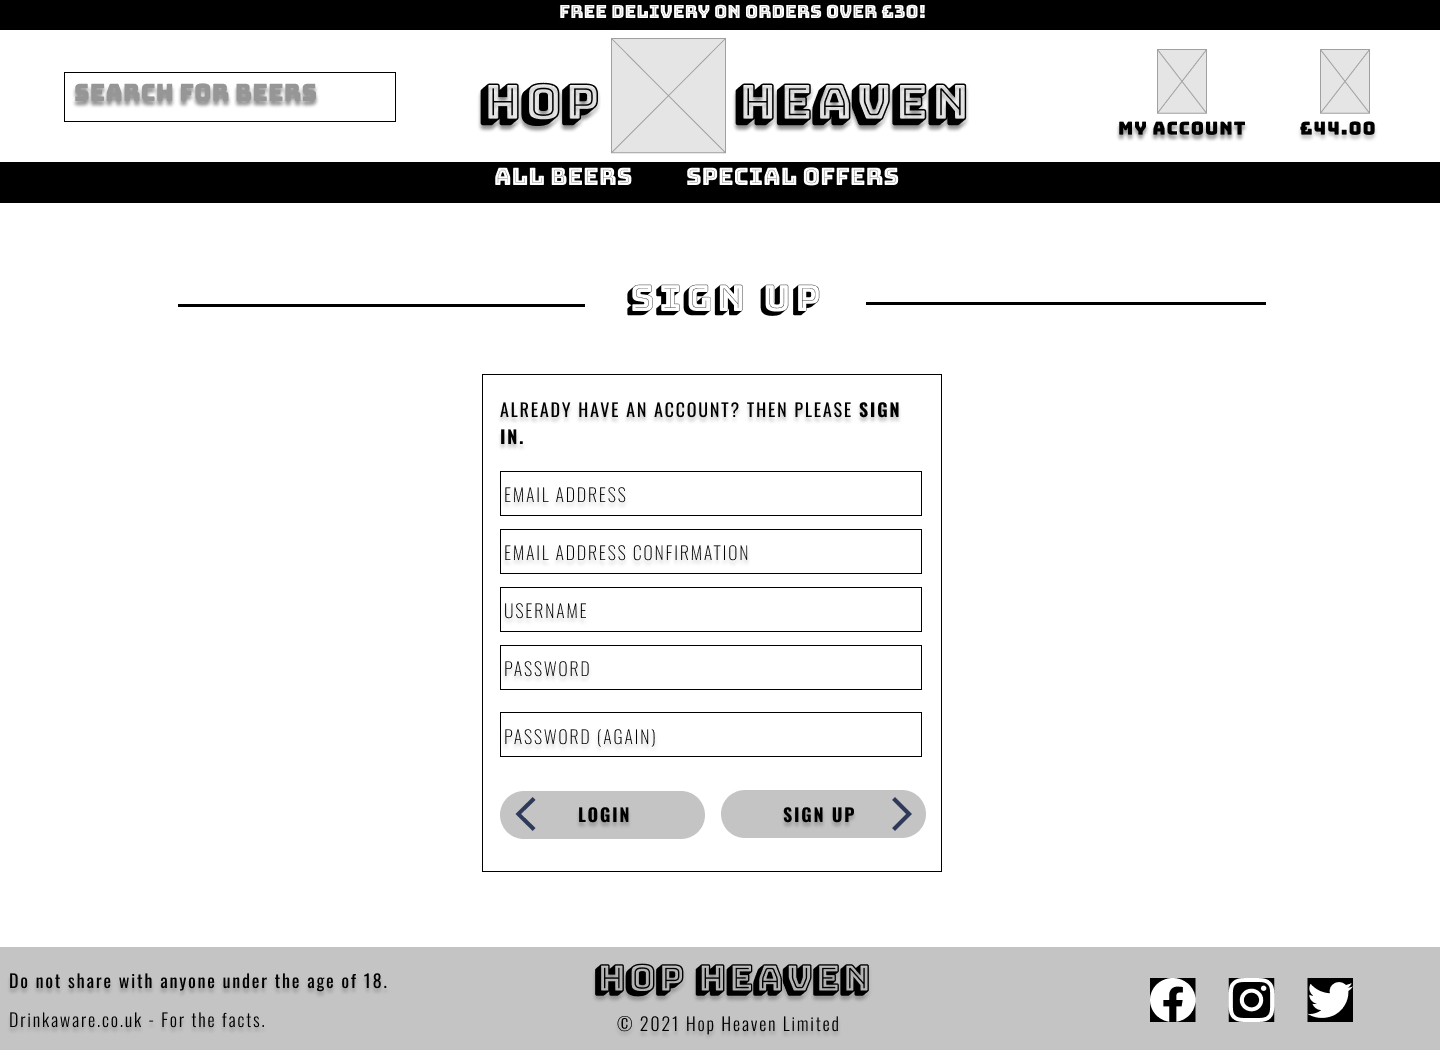 FREE DELIVERY ON ORDERS OVER £30!
SEARCH FOR BEERS
HOP HEAVEN
MY ACCOUNT
£44.00
ALL BEERS SPECIAL OFFERS
SIGN UP
ALREADY HAVE AN ACCOUNT? THEN PLEASE SIGN
IN.
EMAIL ADDRESS
EMAIL ADDRESS CONFIRMATION
USERNAME
PASSWORD
PASSWORD (AGAIN)
LOGIN
SIGN UP
Do not share with anyone under the age of 18.
Drinkaware.co.uk - For the facts.
HOP HEAVEN
© 2021 Hop Heaven Limited